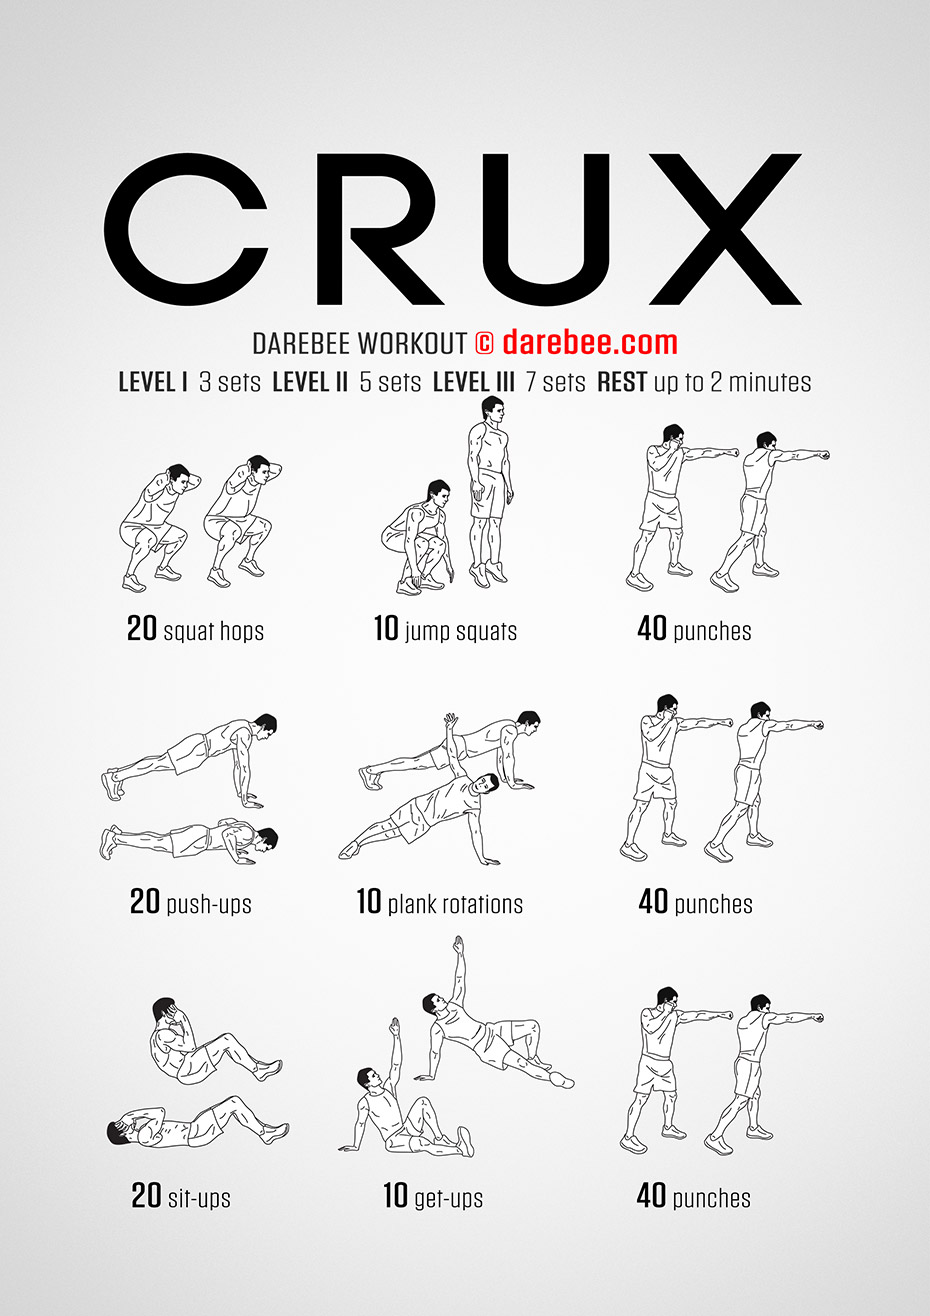 CRUX
DAREBEE WORKOUT © darebee.com
LEVEL I 3 sets LEVEL II 5 sets LEVEL III 7 sets REST up to 2 minutes
20 squat hops
10 jump squats
40 punches
20 push-ups
10 plank rotations
40 punches
20 sit-ups
10 get-ups
40 punches